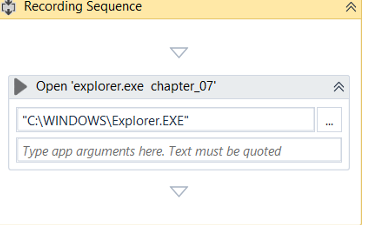 Recording Sequence
Open 'explorer.exe  chapter_07'
"C:\WINDOWS\Explorer.EXE"
...
Type app arguments here. Text must be quoted